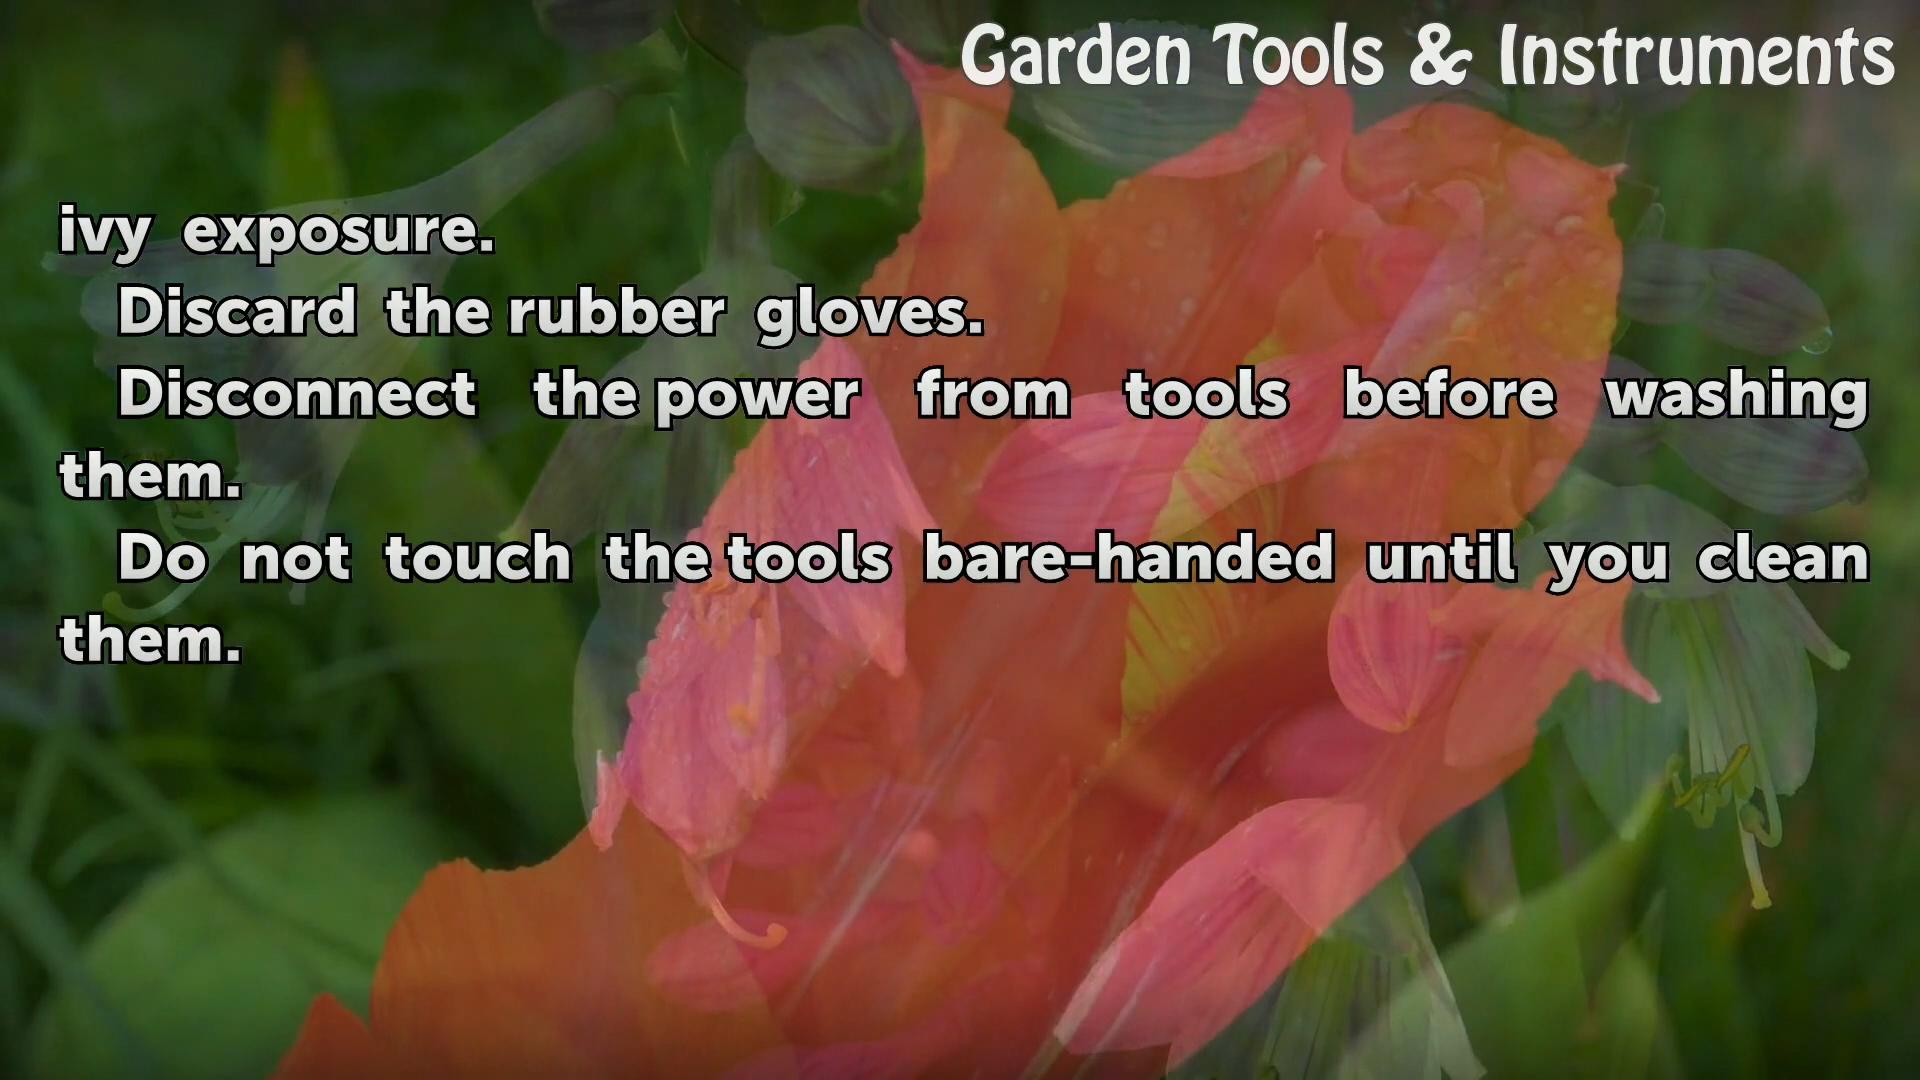 Garden Tools & Instruments
ivy exposure.
Discard the rubber gloves.
Disconnect the power from tools before washing
them.
Do not touch the tools bare-handed until you clean
them.